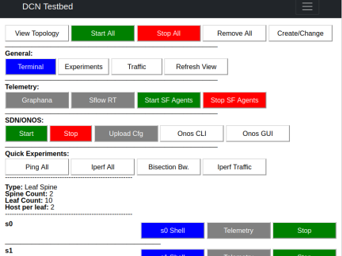 DCN Testbed
View Topology Start All Stop All Remove All Create/Change
General:
Terminal Experiments Traffic Refresh View
Telemetry:
Graphana Sflow RT Start SF Agents Stop SF Agents
SDN/ONOS:
Start Stop Upload Cfg Onos CLI Onos GUI
Quick Experiments:
Ping All Iperf All Bisection Bw. Iperf Traffic
Type: Leaf Spine
Spine Count: 2
Leaf Count: 10
Host per leaf: 2
s0
s0 Shell Telemetry Stop
s1